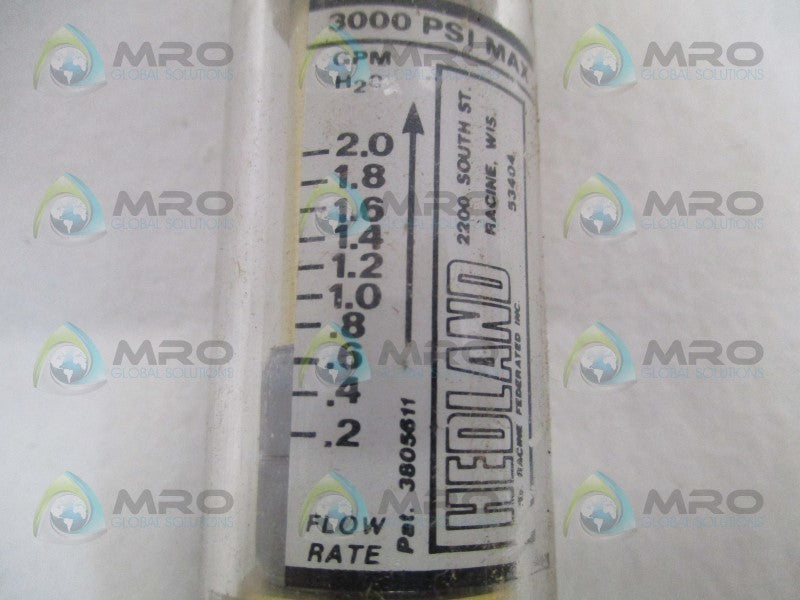 3000 PSI MAX
GPM
H2O
2.0
1.8
1.6
1.4
1.2
1.0
.8
.6
.4
.2
FLOW
RATE
Pat. 3805611
HEDLAND
2200 SOUTH ST.
RACINE, WIS.
53404
RACINE FEDERATED INC.
MRO
GLOBAL SOLUTIONS